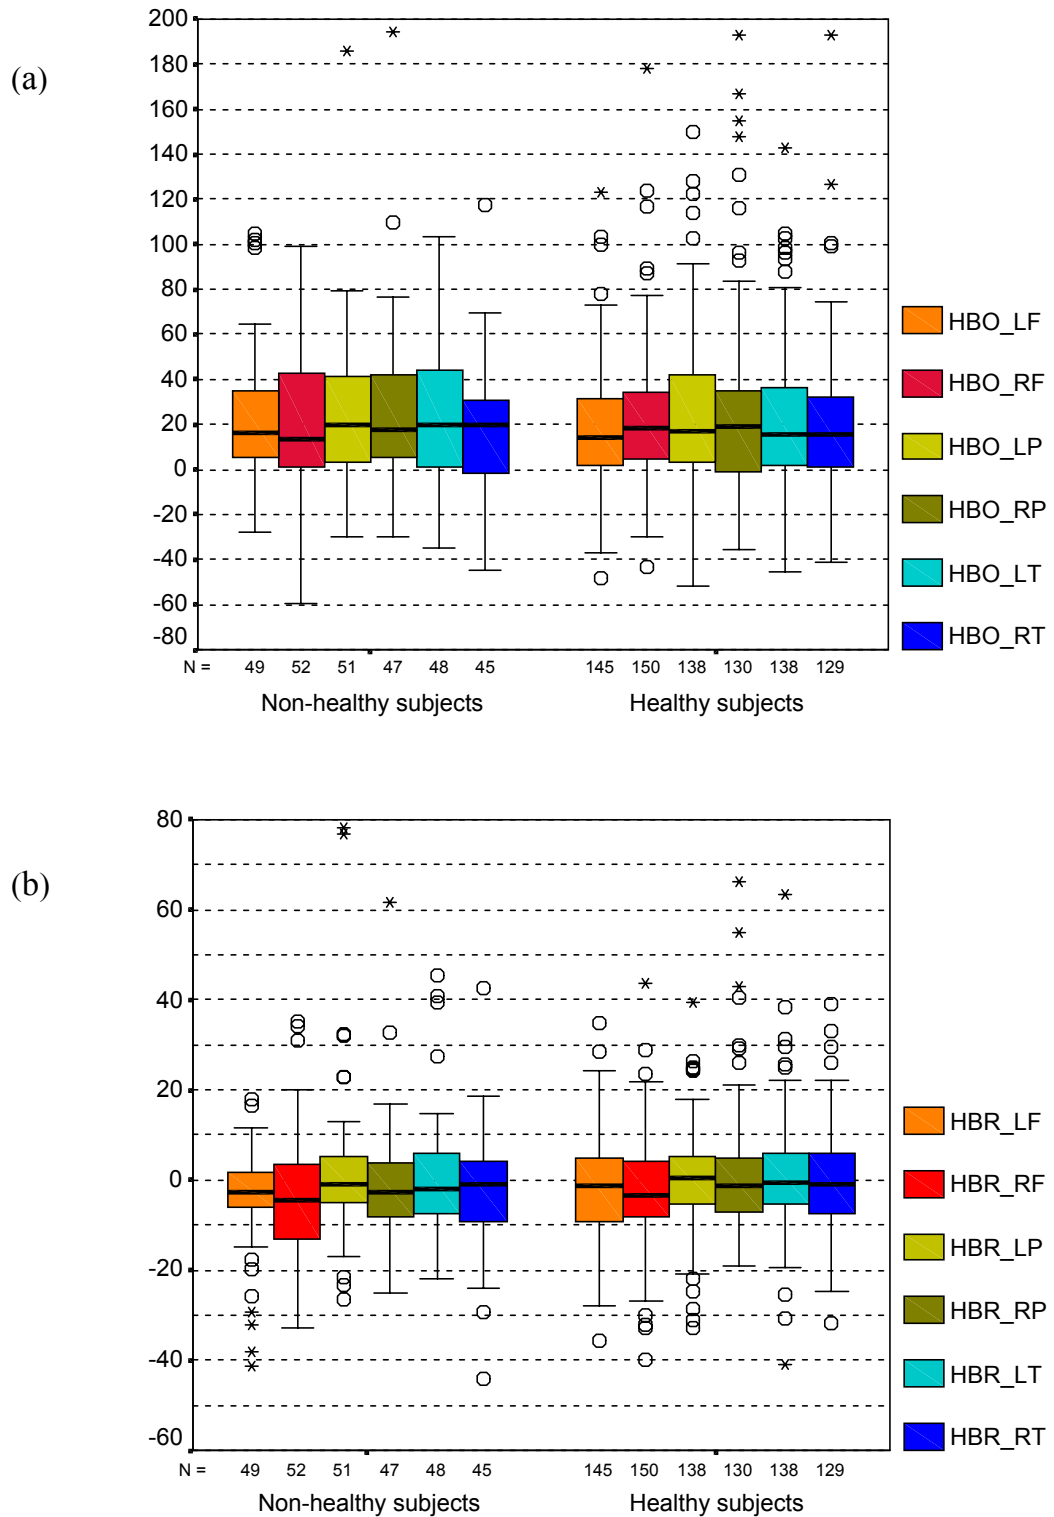 (a)
200
180
160
140
120
100
80
60
40
20
0
-20
-40
-60
-80
HBO_LF
HBO_RF
HBO_LP
HBO_RP
HBO_LT
HBO_RT
N = 49 52 51 47 48 45 145 150 138 130 138 129
Non-healthy subjects Healthy subjects
(b)
80
60
40
20
0
-20
-40
-60
HBR_LF
HBR_RF
HBR_LP
HBR_RP
HBR_LT
HBR_RT
N = 49 52 51 47 48 45 145 150 138 130 138 129
Non-healthy subjects Healthy subjects